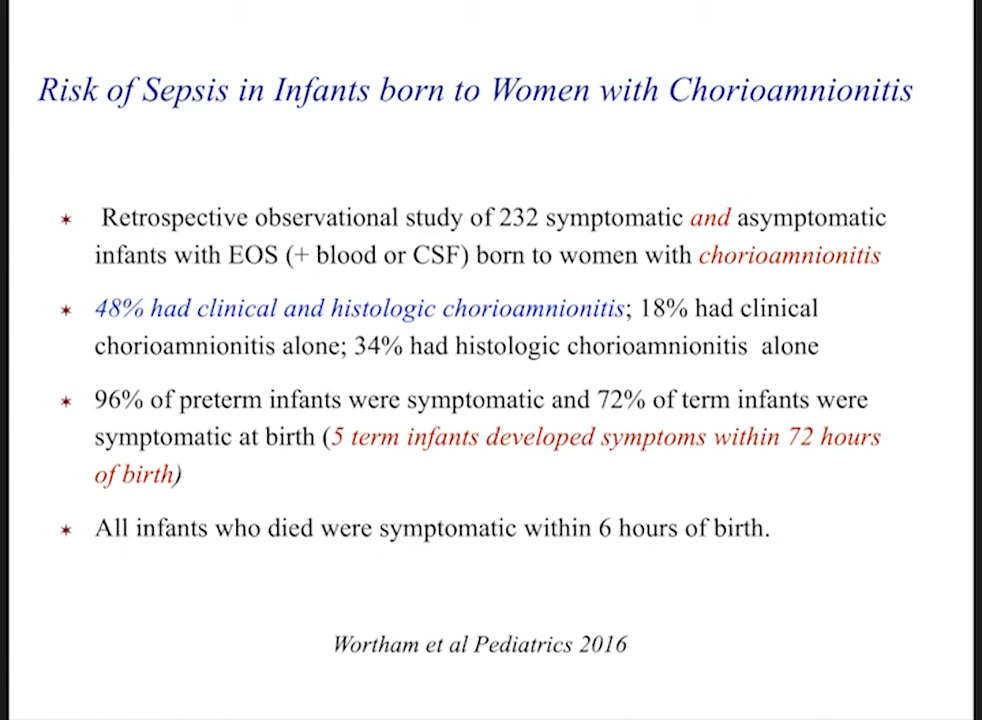 Risk of Sepsis in Infants born to Women with Chorioamnionitis
* Retrospective observational study of 232 symptomatic and asymptomatic
infants with EOS (+ blood or CSF) born to women with chorioamnionitis
* 48% had clinical and histologic chorioamnionitis; 18% had clinical
chorioamnionitis alone; 34% had histologic chorioamnionitis alone
* 96% of preterm infants were symptomatic and 72% of term infants were
symptomatic at birth (5 term infants developed symptoms within 72 hours
of birth)
* All infants who died were symptomatic within 6 hours of birth.
Wortham et al Pediatrics 2016